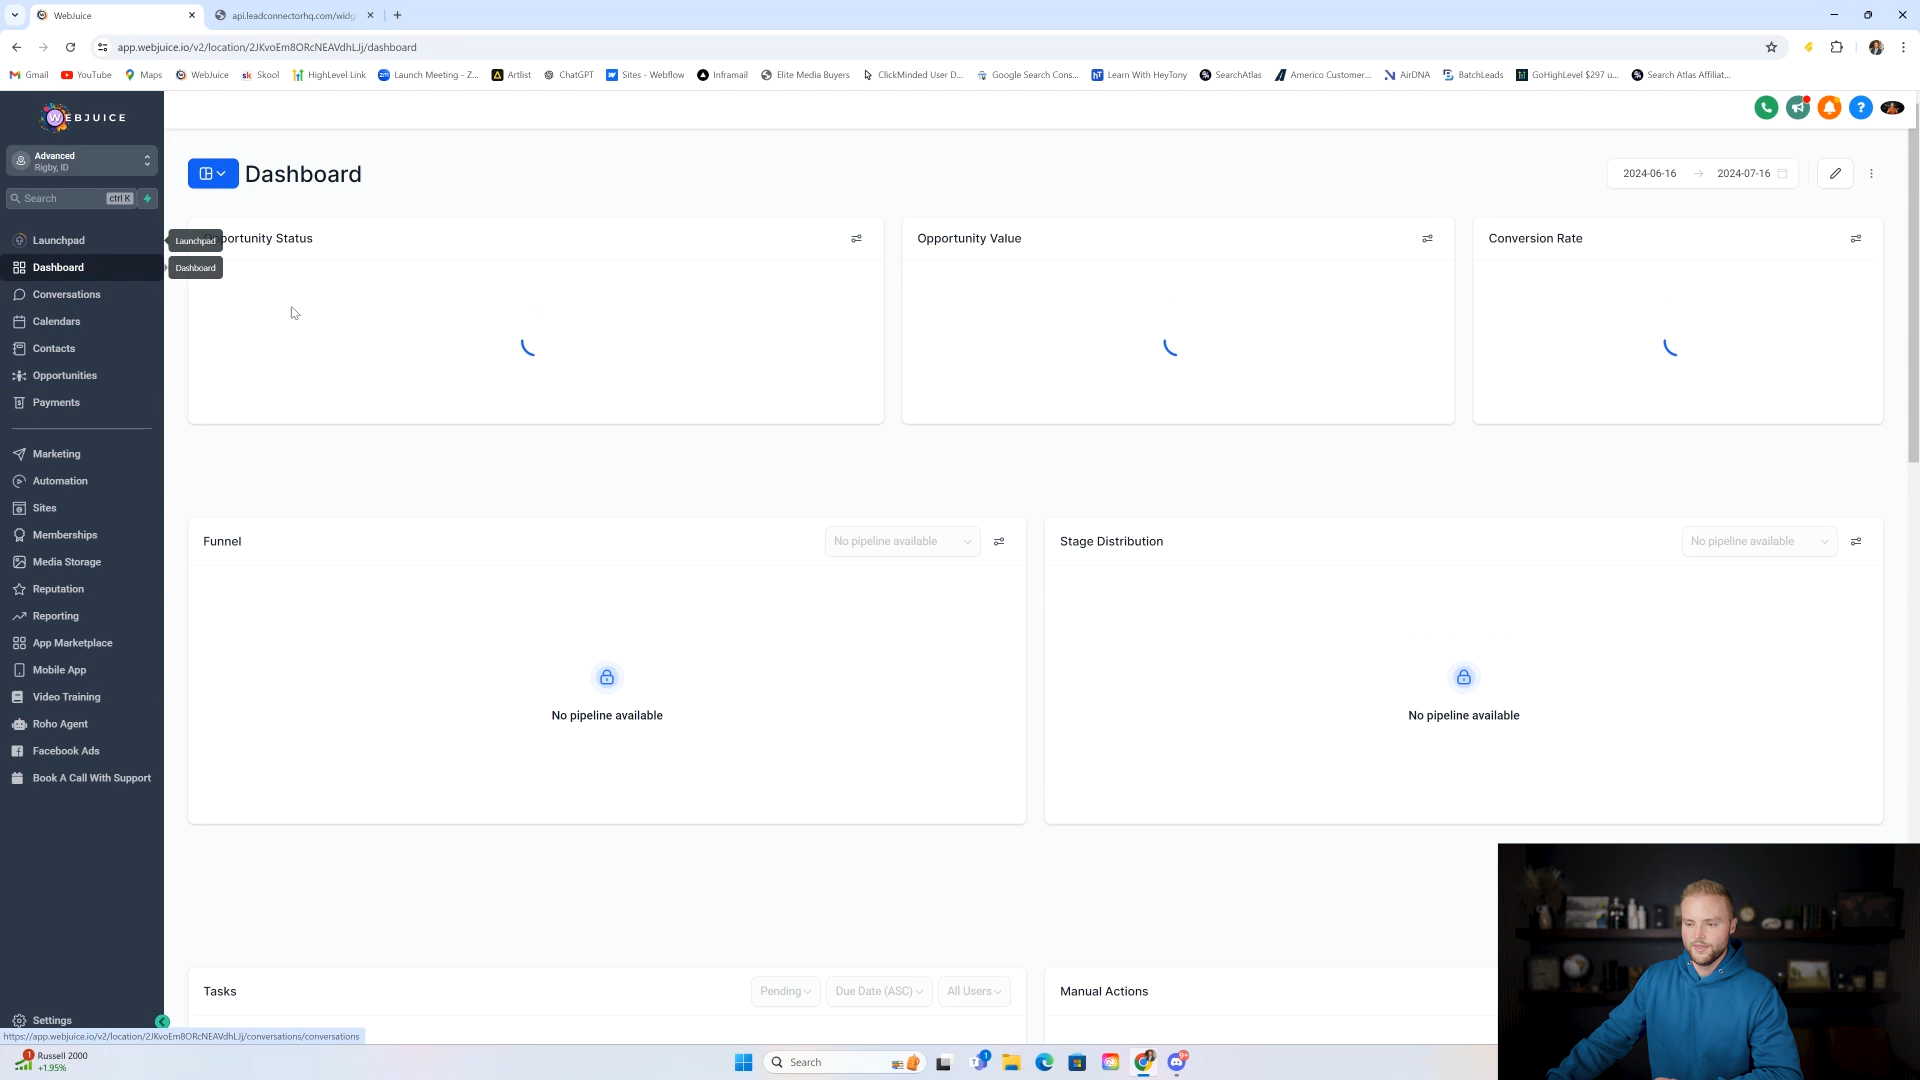 WebJuice
api.leadconnectorhq.com/widg
app.webjuice.io/v2/location/2JKvoEm8ORcNEAVdhLJj/dashboard
Gmail
YouTube
Maps
WebJuice
Skool
HighLevel Link
Launch Meeting - Z...
Artlist
ChatGPT
Sites - Webflow
Inframail
Elite Media Buyers
ClickMinded User D...
Google Search Cons...
Learn With HeyTony
SearchAtlas
Americo Customer...
AirDNA
BatchLeads
GoHighLevel $297 u...
Search Atlas Affiliat...
WEBJUICE
Advanced
Rigby, ID
Search
ctrl K
Launchpad
Dashboard
Conversations
Calendars
Contacts
Opportunities
Payments
Marketing
Automation
Sites
Memberships
Media Storage
Reputation
Reporting
App Marketplace
Mobile App
Video Training
Roho Agent
Facebook Ads
Book A Call With Support
Settings
Launchpad
Dashboard
Dashboard
2024-06-16
2024-07-16
portunity Status
Opportunity Value
Conversion Rate
Funnel
No pipeline available
Stage Distribution
No pipeline available
No pipeline available
No pipeline available
Tasks
Pending
Due Date (ASC)
All Users
Manual Actions
https://app.webjuice.io/v2/location/2JKvoEm8ORcNEAVdhLJj/conversations/conversations
1
Russell 2000
+1.95%
Search
1
9+